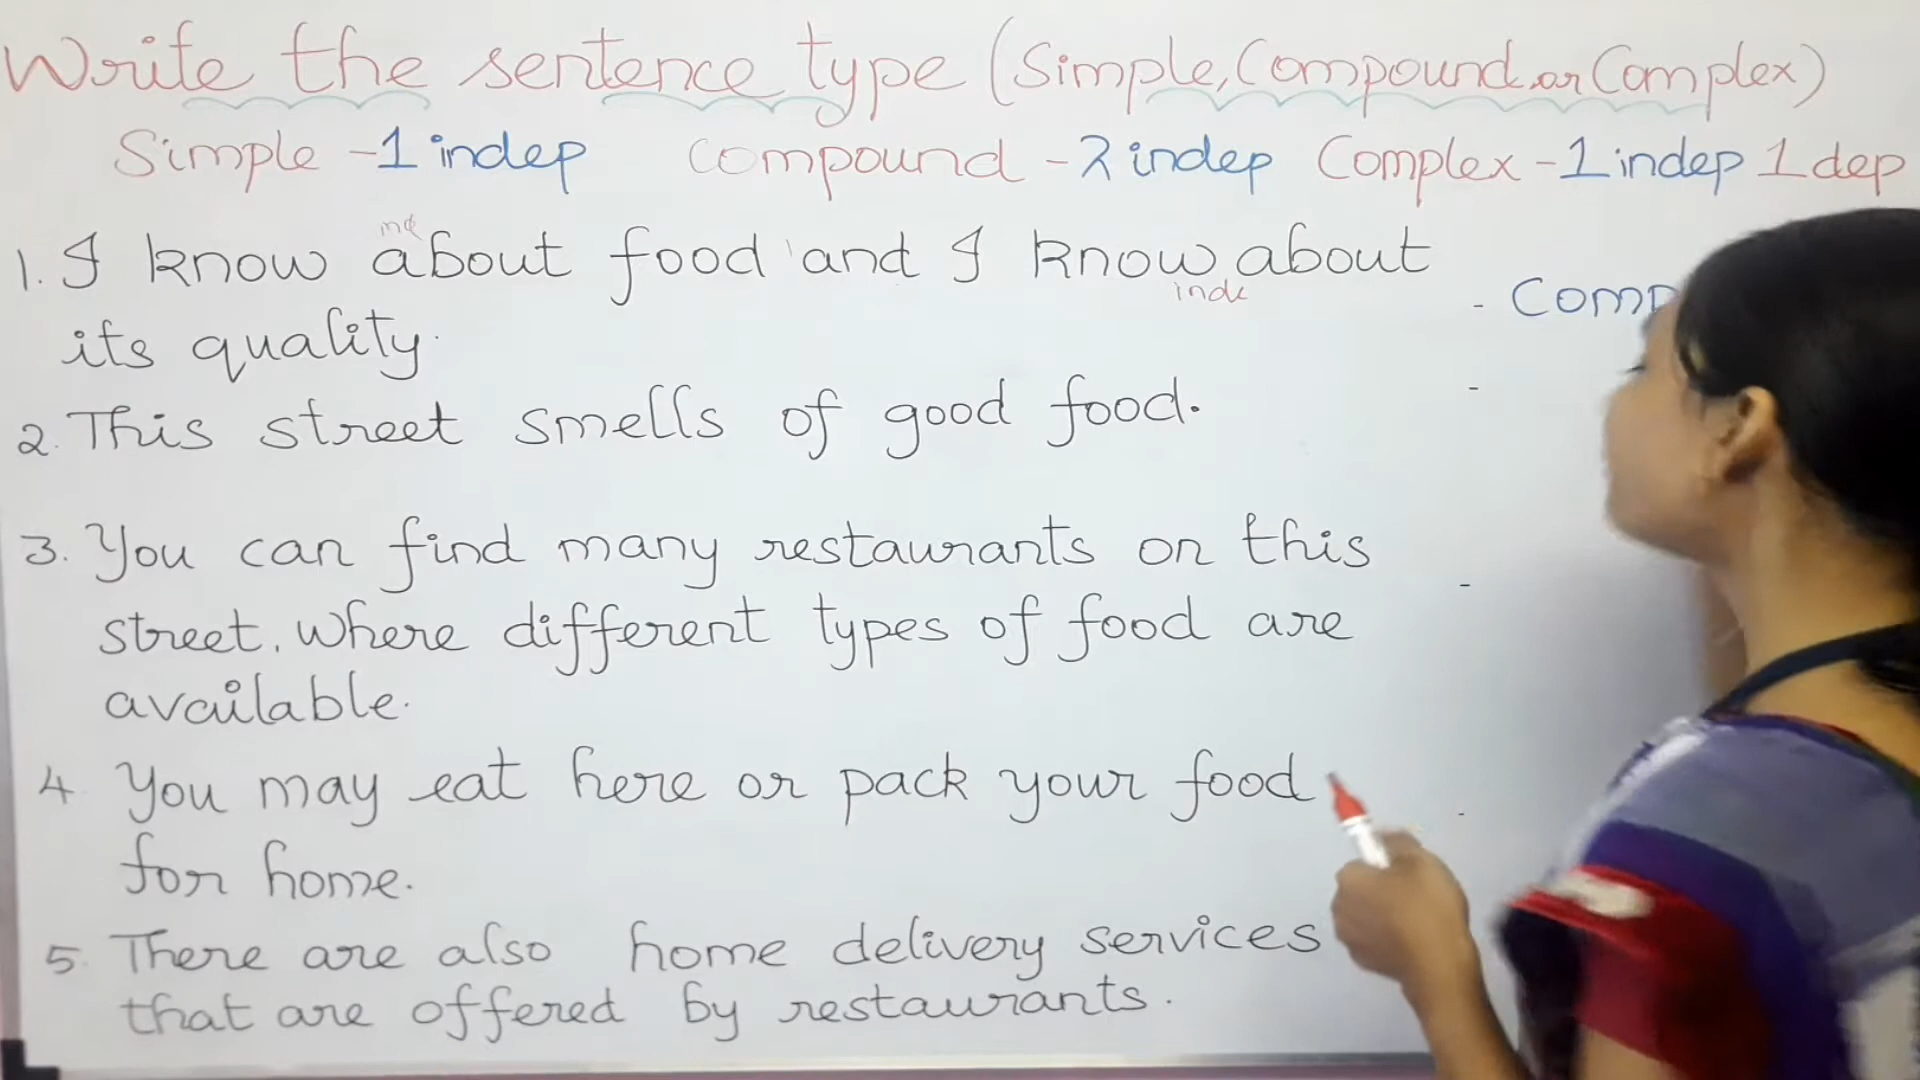 Write the sentence type (Simple, Compound or Complex)
Simple - 1 indep compound - 2 indep Complex - 1 indep 1 dep
1. I know about food and I know about
its quality.
- Comp
2. This street smells of good food.
-
3. You can find many restaurants on this
street. where different types of food are
available.
-
4. You may eat here or pack your food
for home.
-
5. There are also home delivery services
that are offered by restaurants.